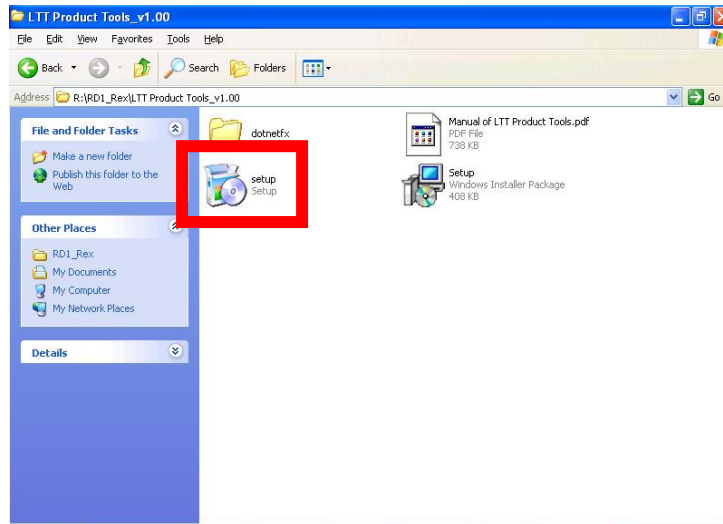 LTT Product Tools_v1.00
File Edit View Favorites Tools Help
Back Search Folders
Address R:\RD1_Rex\LTT Product Tools_v1.00 Go
File and Folder Tasks
Make a new folder
Publish this folder to the
Web
Other Places
RD1_Rex
My Documents
My Computer
My Network Places
Details
dotnetfx
Manual of LTT Product Tools.pdf
PDF File
738 KB
setup
Setup
Setup
Windows Installer Package
408 KB